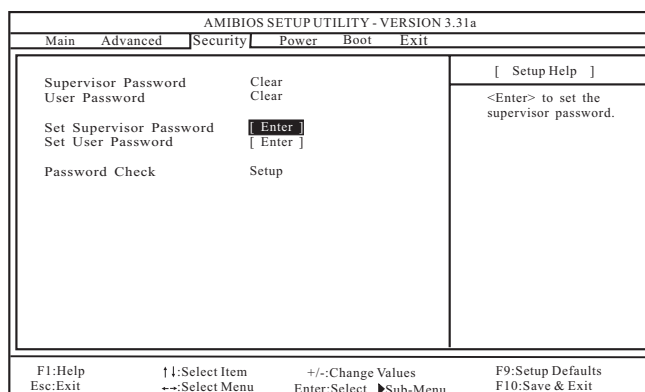 AMIBIOS SETUP UTILITY - VERSION 3.31a
Main Advanced Security Power Boot Exit
[ Setup Help ]
Supervisor Password Clear
User Password Clear
<Enter> to set the
supervisor password.
Set Supervisor Password [ Enter ]
Set User Password [ Enter ]
Password Check Setup
F1:Help ↑↓:Select Item +/-:Change Values F9:Setup Defaults
Esc:Exit ←→:Select Menu Enter:Select ▶Sub-Menu F10:Save & Exit